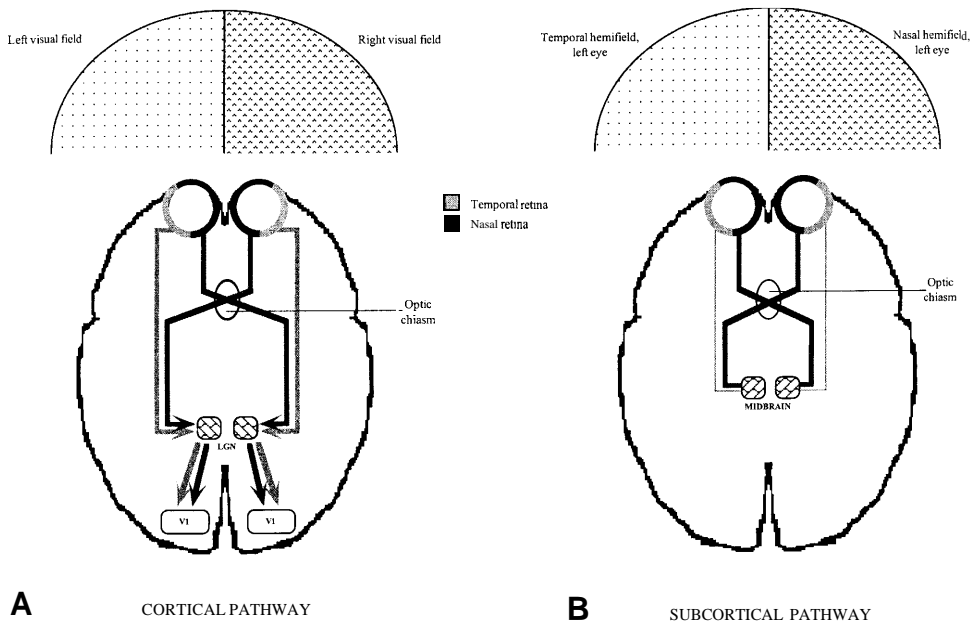 Left visual field
Right visual field
Temporal hemifield,
left eye
Nasal hemifield,
left eye
Temporal retina
Nasal retina
Optic
chiasm
Optic
chiasm
MIDBRAIN
LGN
V1
V1
A
CORTICAL PATHWAY
B
SUBCORTICAL PATHWAY